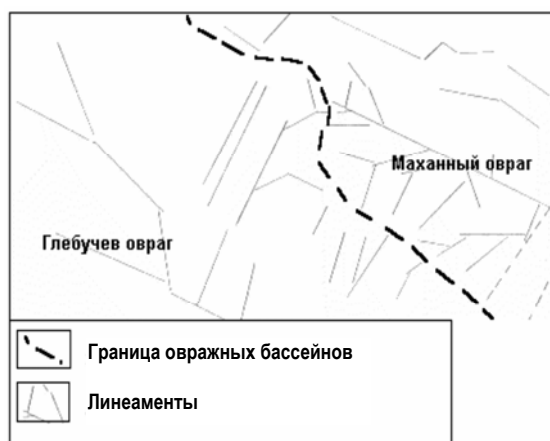 Маханный овраг
Глебучев овраг
Граница овражных бассейнов
Линеаменты